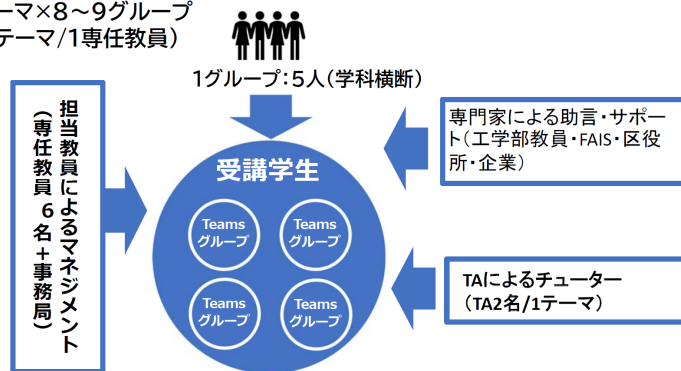 ーマ×8～9グループ
テーマ/1専任教員）
1グループ：5人（学科横断）
担当教員によるマネジメント
（専任教員6名＋事務局）
専門家による助言・サポー
ト（工学部教員・FAIS・区役
所・企業）
受講学生
Teams
グループ
Teams
グループ
Teams
グループ
Teams
グループ
TAによるチューター
（TA2名/1テーマ）